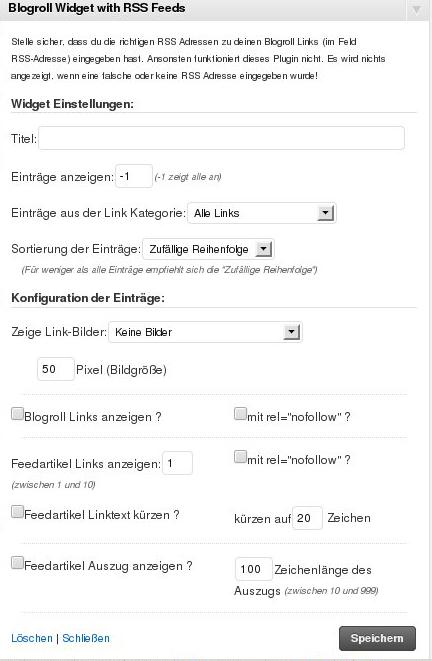 Blogroll Widget with RSS Feeds
Stelle sicher, dass du die richtigen RSS Adressen zu deinen Blogroll Links (im Feld
RSS-Adresse) eingegeben hast. Ansonsten funktioniert dieses Plugin nicht. Es wird nichts
angezeigt, wenn eine falsche oder keine RSS Adresse eingegeben wurde!
Widget Einstellungen:
Titel:
Einträge anzeigen: -1 (-1 zeigt alle an)
Einträge aus der Link Kategorie: Alle Links
Sortierung der Einträge: Zufällige Reihenfolge
(Für weniger als alle Einträge empfiehlt sich die "Zufällige Reihenfolge")
Konfiguration der Einträge:
Zeige Link-Bilder: Keine Bilder
50 Pixel (Bildgröße)
Blogroll Links anzeigen ? mit rel="nofollow" ?
Feedartikel Links anzeigen: 1 mit rel="nofollow" ?
(zwischen 1 und 10)
Feedartikel Linktext kürzen ? kürzen auf 20 Zeichen
Feedartikel Auszug anzeigen ? 100 Zeichenlänge des
Auszugs (zwischen 10 und 999)
Löschen | Schließen Speichern